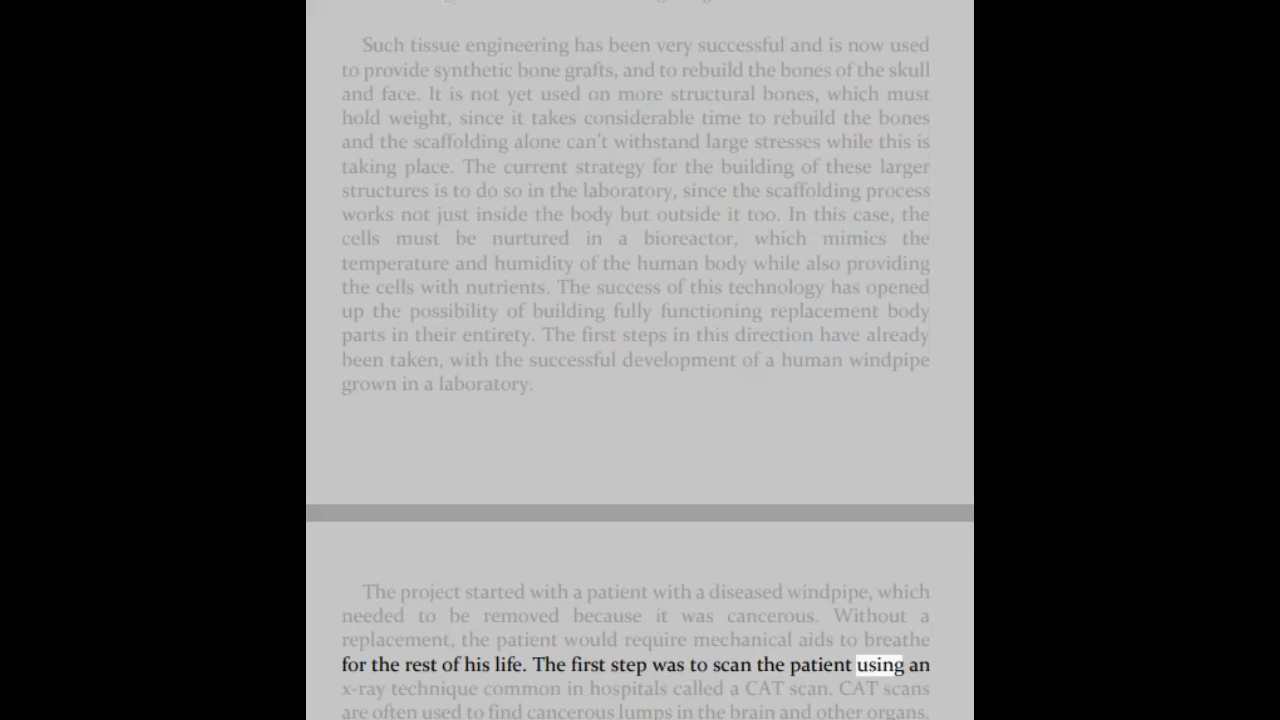 Such tissue engineering has been very successful and is now used
to provide synthetic bone grafts, and to rebuild the bones of the skull
and face. It is not yet used on more structural bones, which must
hold weight, since it takes considerable time to rebuild the bones
and the scaffolding alone can't withstand large stresses while this is
taking place. The current strategy for the building of these larger
structures is to do so in the laboratory, since the scaffolding process
works not just inside the body but outside it too. In this case, the
cells must be nurtured in a bioreactor, which mimics the
temperature and humidity of the human body while also providing
the cells with nutrients. The success of this technology has opened
up the possibility of building fully functioning replacement body
parts in their entirety. The first steps in this direction have already
been taken, with the successful development of a human windpipe
grown in a laboratory.
The project started with a patient with a diseased windpipe, which
needed to be removed because it was cancerous. Without a
replacement, the patient would require mechanical aids to breathe
for the rest of his life. The first step was to scan the patient using an
x-ray technique common in hospitals called a CAT scan. CAT scans
are often used to find cancerous lumps in the brain and other organs.